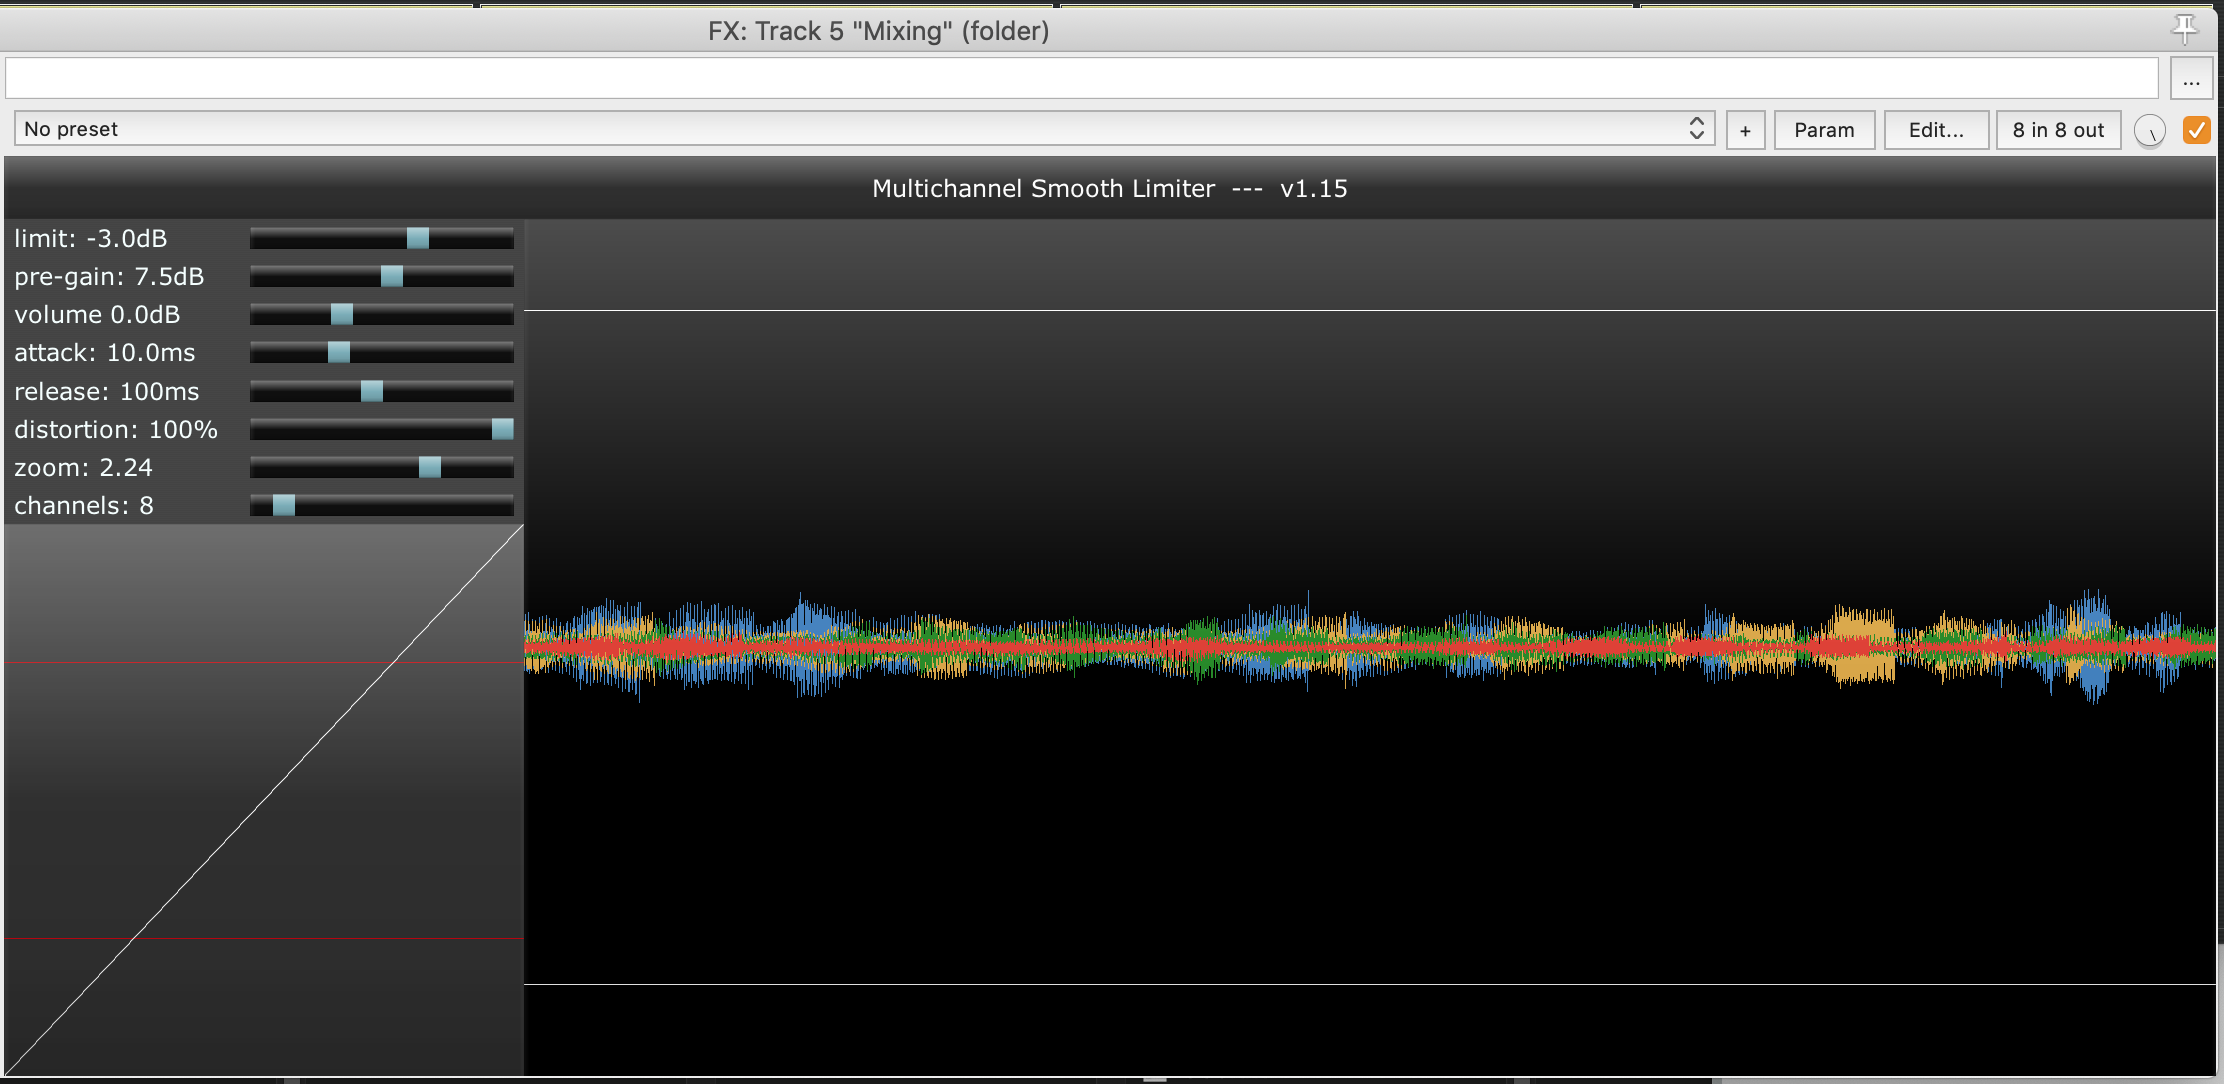 FX: Track 5 "Mixing" (folder)
...
No preset
+
Param
Edit...
8 in 8 out
Multichannel Smooth Limiter --- v1.15
limit: -3.0dB
pre-gain: 7.5dB
volume 0.0dB
attack: 10.0ms
release: 100ms
distortion: 100%
zoom: 2.24
channels: 8